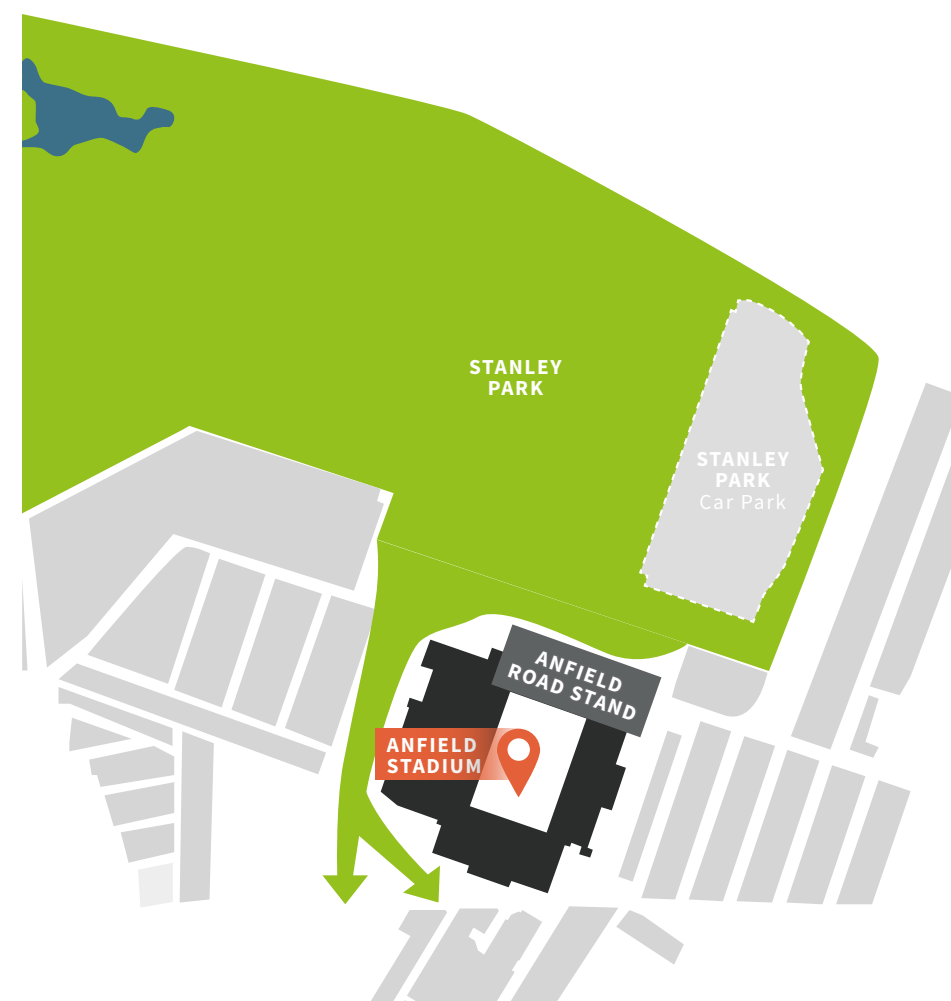 STANLEY
PARK
STANLEY
PARK
Car Park
ANFIELD
ROAD STAND
ANFIELD
STADIUM